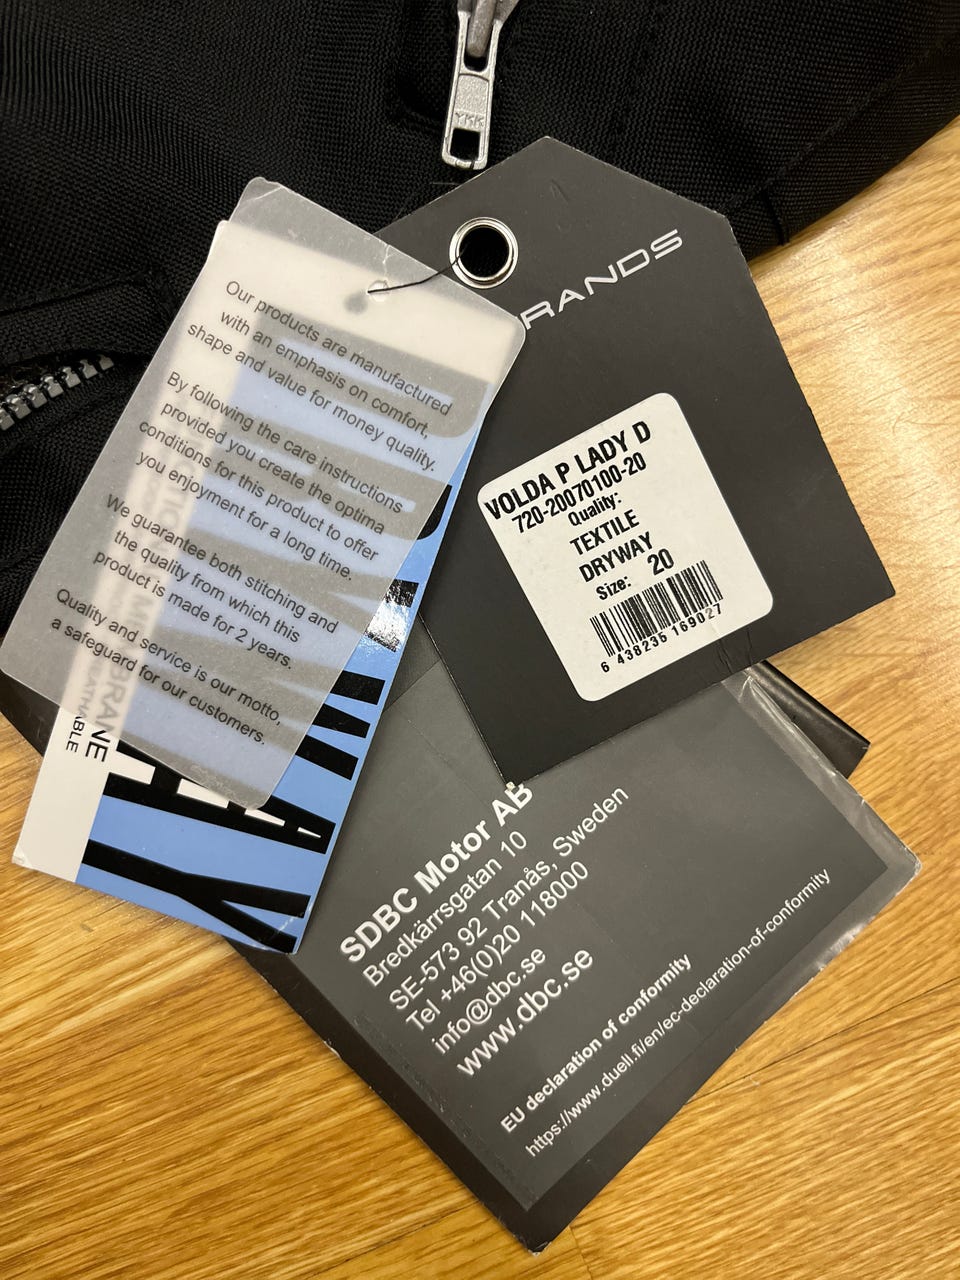 YKK
RANDS
Our products are manufactured
with an emphasis on comfort,
shape and value for money quality.
By following the care instructions
provided you create the optima
conditions for this product to offer
you enjoyment for a long time.
We guarantee both stitching and
the quality from which this
product is made for 2 years.
Quality and service is our motto,
a safeguard for our customers.
MEMBRANE
VOLDA P LADY D
720-20070100-20
Quality:
TEXTILE
DRYWAY
Size: 20
6 438235 169027
SDBC Motor AB
Bredkärrsgatan 10
SE-573 92 Tranås, Sweden
Tel +46(0)20 118000
info@dbc.se
www.dbc.se
EU declaration of conformity
https://www.duell.fi/en/ec-declaration-of-conformity